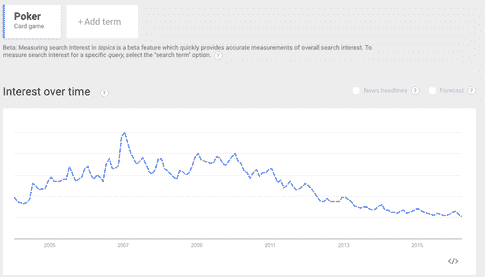 Poker
Card game
+Add term
Beta: Measuring search interest in topics is a beta feature which quickly provides accurate measurements of overall search interest. To
measure search interest for a specific query, select the "search term" option. ?
Interest over time ?
News headlines ? Forecast ?
2005 2007 2009 2011 2013 2015
</>